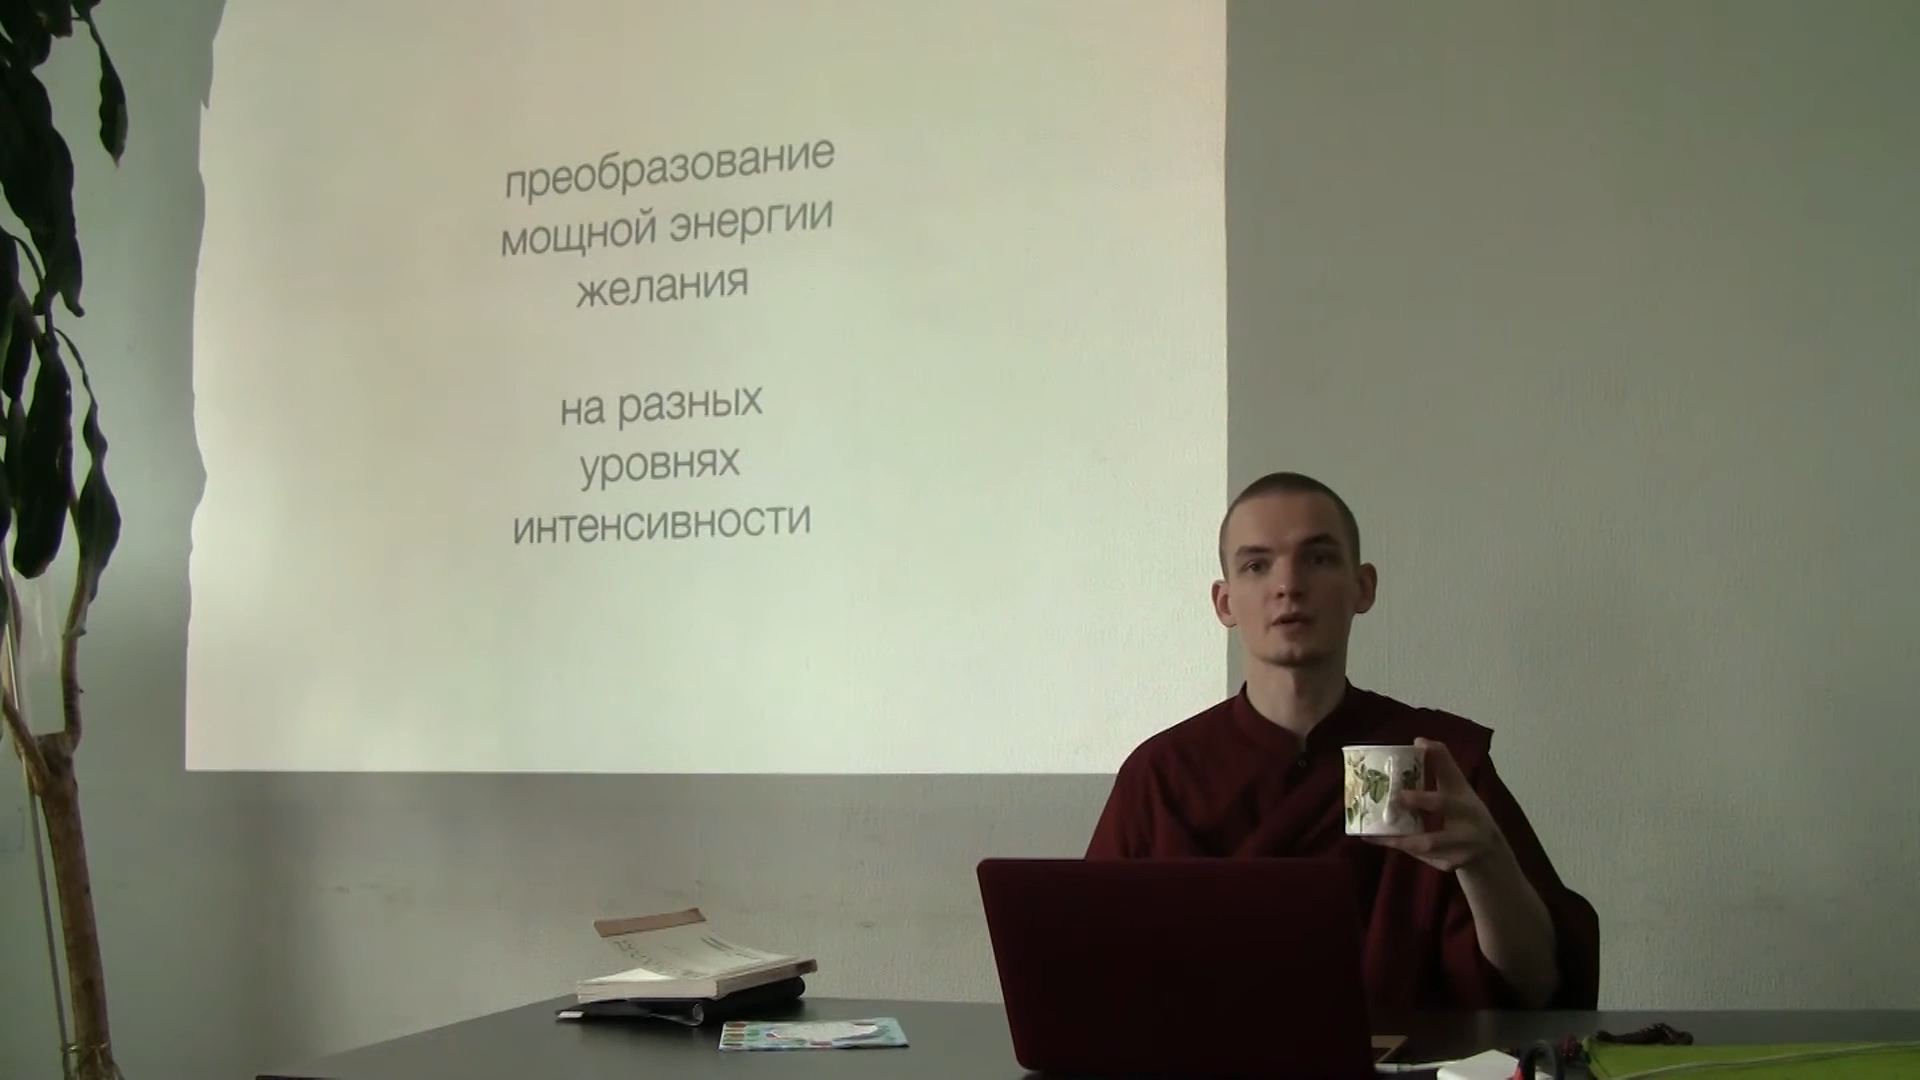 преобразование
мощной энергии
желания
на разных
уровнях
интенсивности